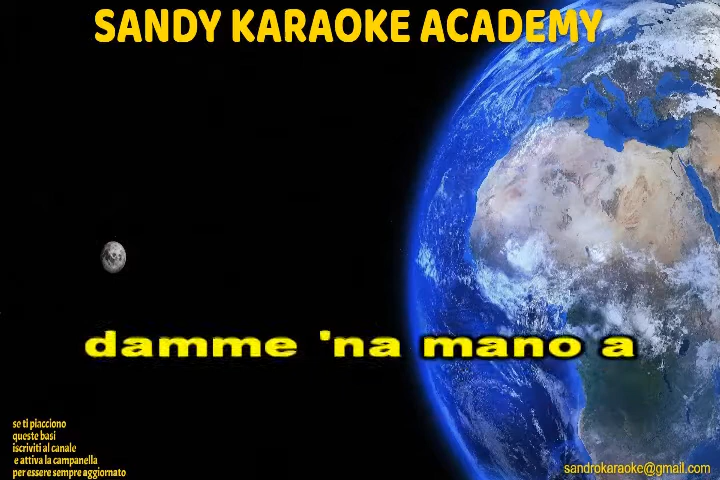 SANDY KARAOKE ACADEMY
damme 'na mano a
se ti piacciono
queste basi
iscriviti al canale
e attiva la campanella
per essere sempre aggiornato
sandrokaraoke@gmail.com